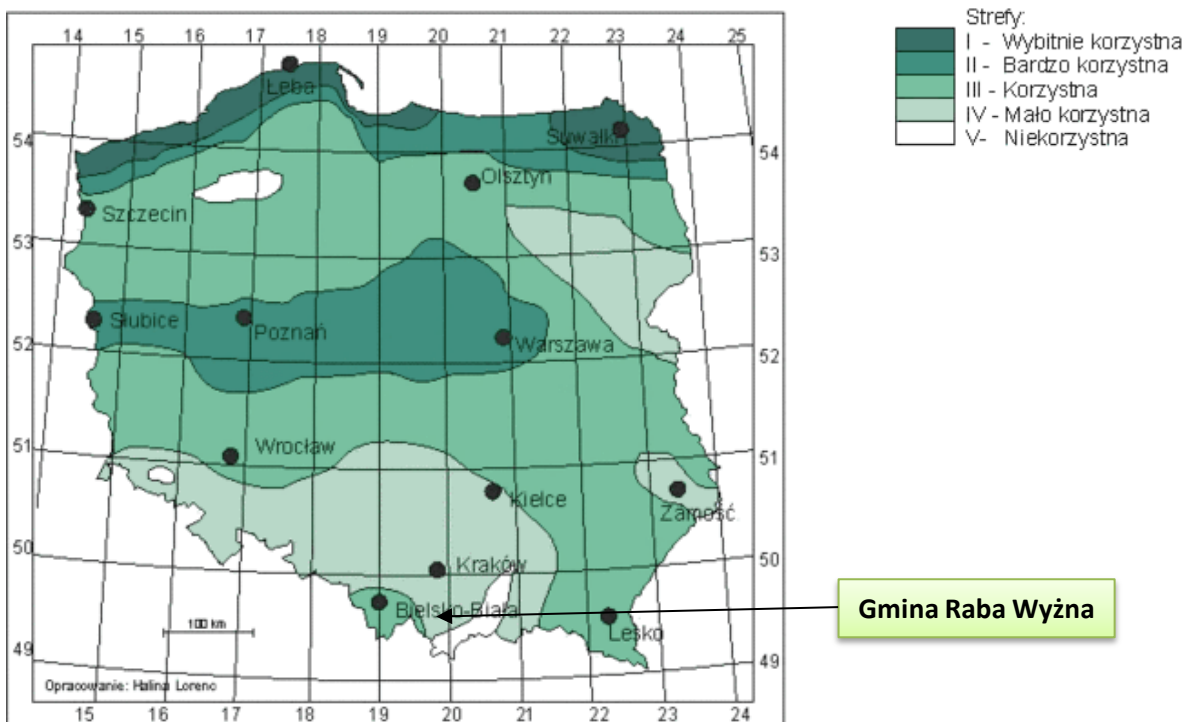 14 15 16 17 18 19 20 21 22 23 24 25
Strefy:
I - Wybitnie korzystna
II - Bardzo korzystna
III - Korzystna
IV - Mało korzystna
V- Niekorzystna
Łeba
54
Suwałki
54
Olsztyn
Szczecin
53
53
Słubice
Poznań
Warszawa
52
52
51
Wrocław
51
Kielce
Zamość
50
50
Kraków
Bielsko-Biała
Gmina Raba Wyżna
Lesko
100 km
49
49
Opracowanie: Halina Lorenc
15 16 17 18 19 20 21 22 23 24